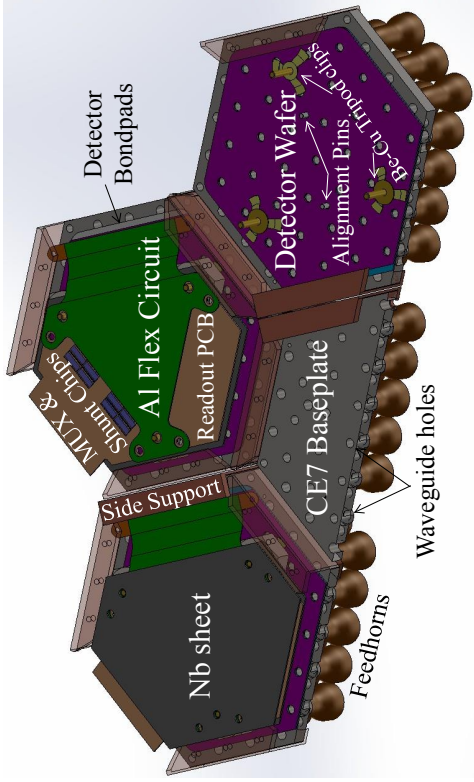 Detector
Bondpads
MUX &
Shunt Chips
Al Flex Circuit
Readout PCB
Side Support
Nb sheet
Detector Wafer
Alignment Pins
Be-Cu Tripod clips
CE7 Baseplate
Waveguide holes
Feedhorns